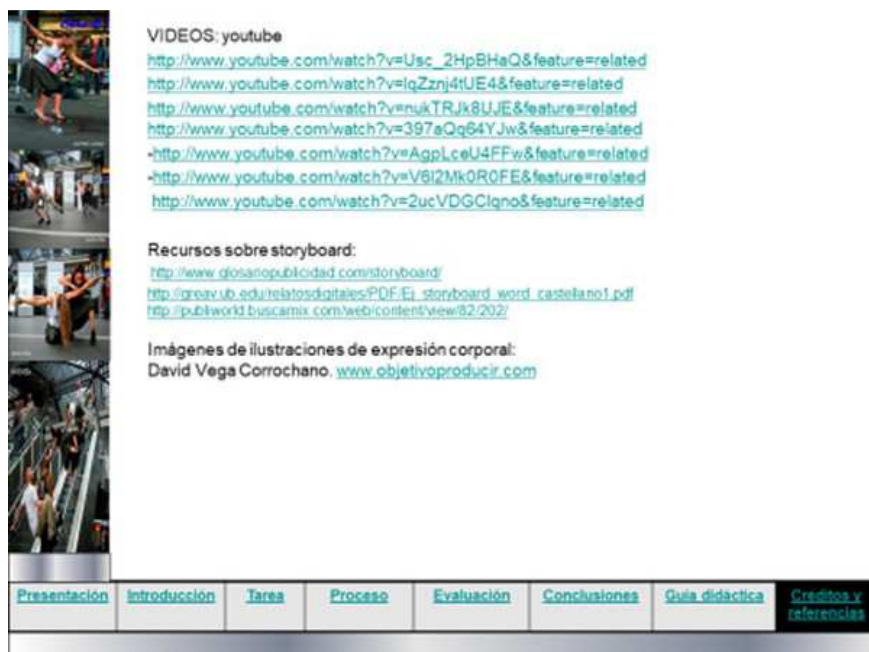 VIDEOS: youtube
http://www.youtube.com/watch?v=Usc_2HpBHaQ&feature=related
http://www.youtube.com/watch?v=lqZznj4tUE4&feature=related
http://www.youtube.com/watch?v=nukTRJk8UJE&feature=related
http://www.youtube.com/watch?v=397aQq64YJw&feature=related
-http://www.youtube.com/watch?v=AgpLceU4FFw&feature=related
-http://www.youtube.com/watch?v=V6l2Mk0R0FE&feature=related
http://www.youtube.com/watch?v=2ucVDGClqno&feature=related
Recursos sobre storyboard:
http://www.glosariopublicidad.com/storyboard/
http://greav.ub.edu/relatosdigitales/PDF/Ej_storyboard_word_castellano1.pdf
http://publiworld.buscamix.com/web/content/view/82/202/
Imágenes de ilustraciones de expresión corporal:
David Vega Corrochano. www.objetivoproducir.com
Presentación Introducción Tarea Proceso Evaluación Conclusiones Guia didáctica Creditos y
referencias